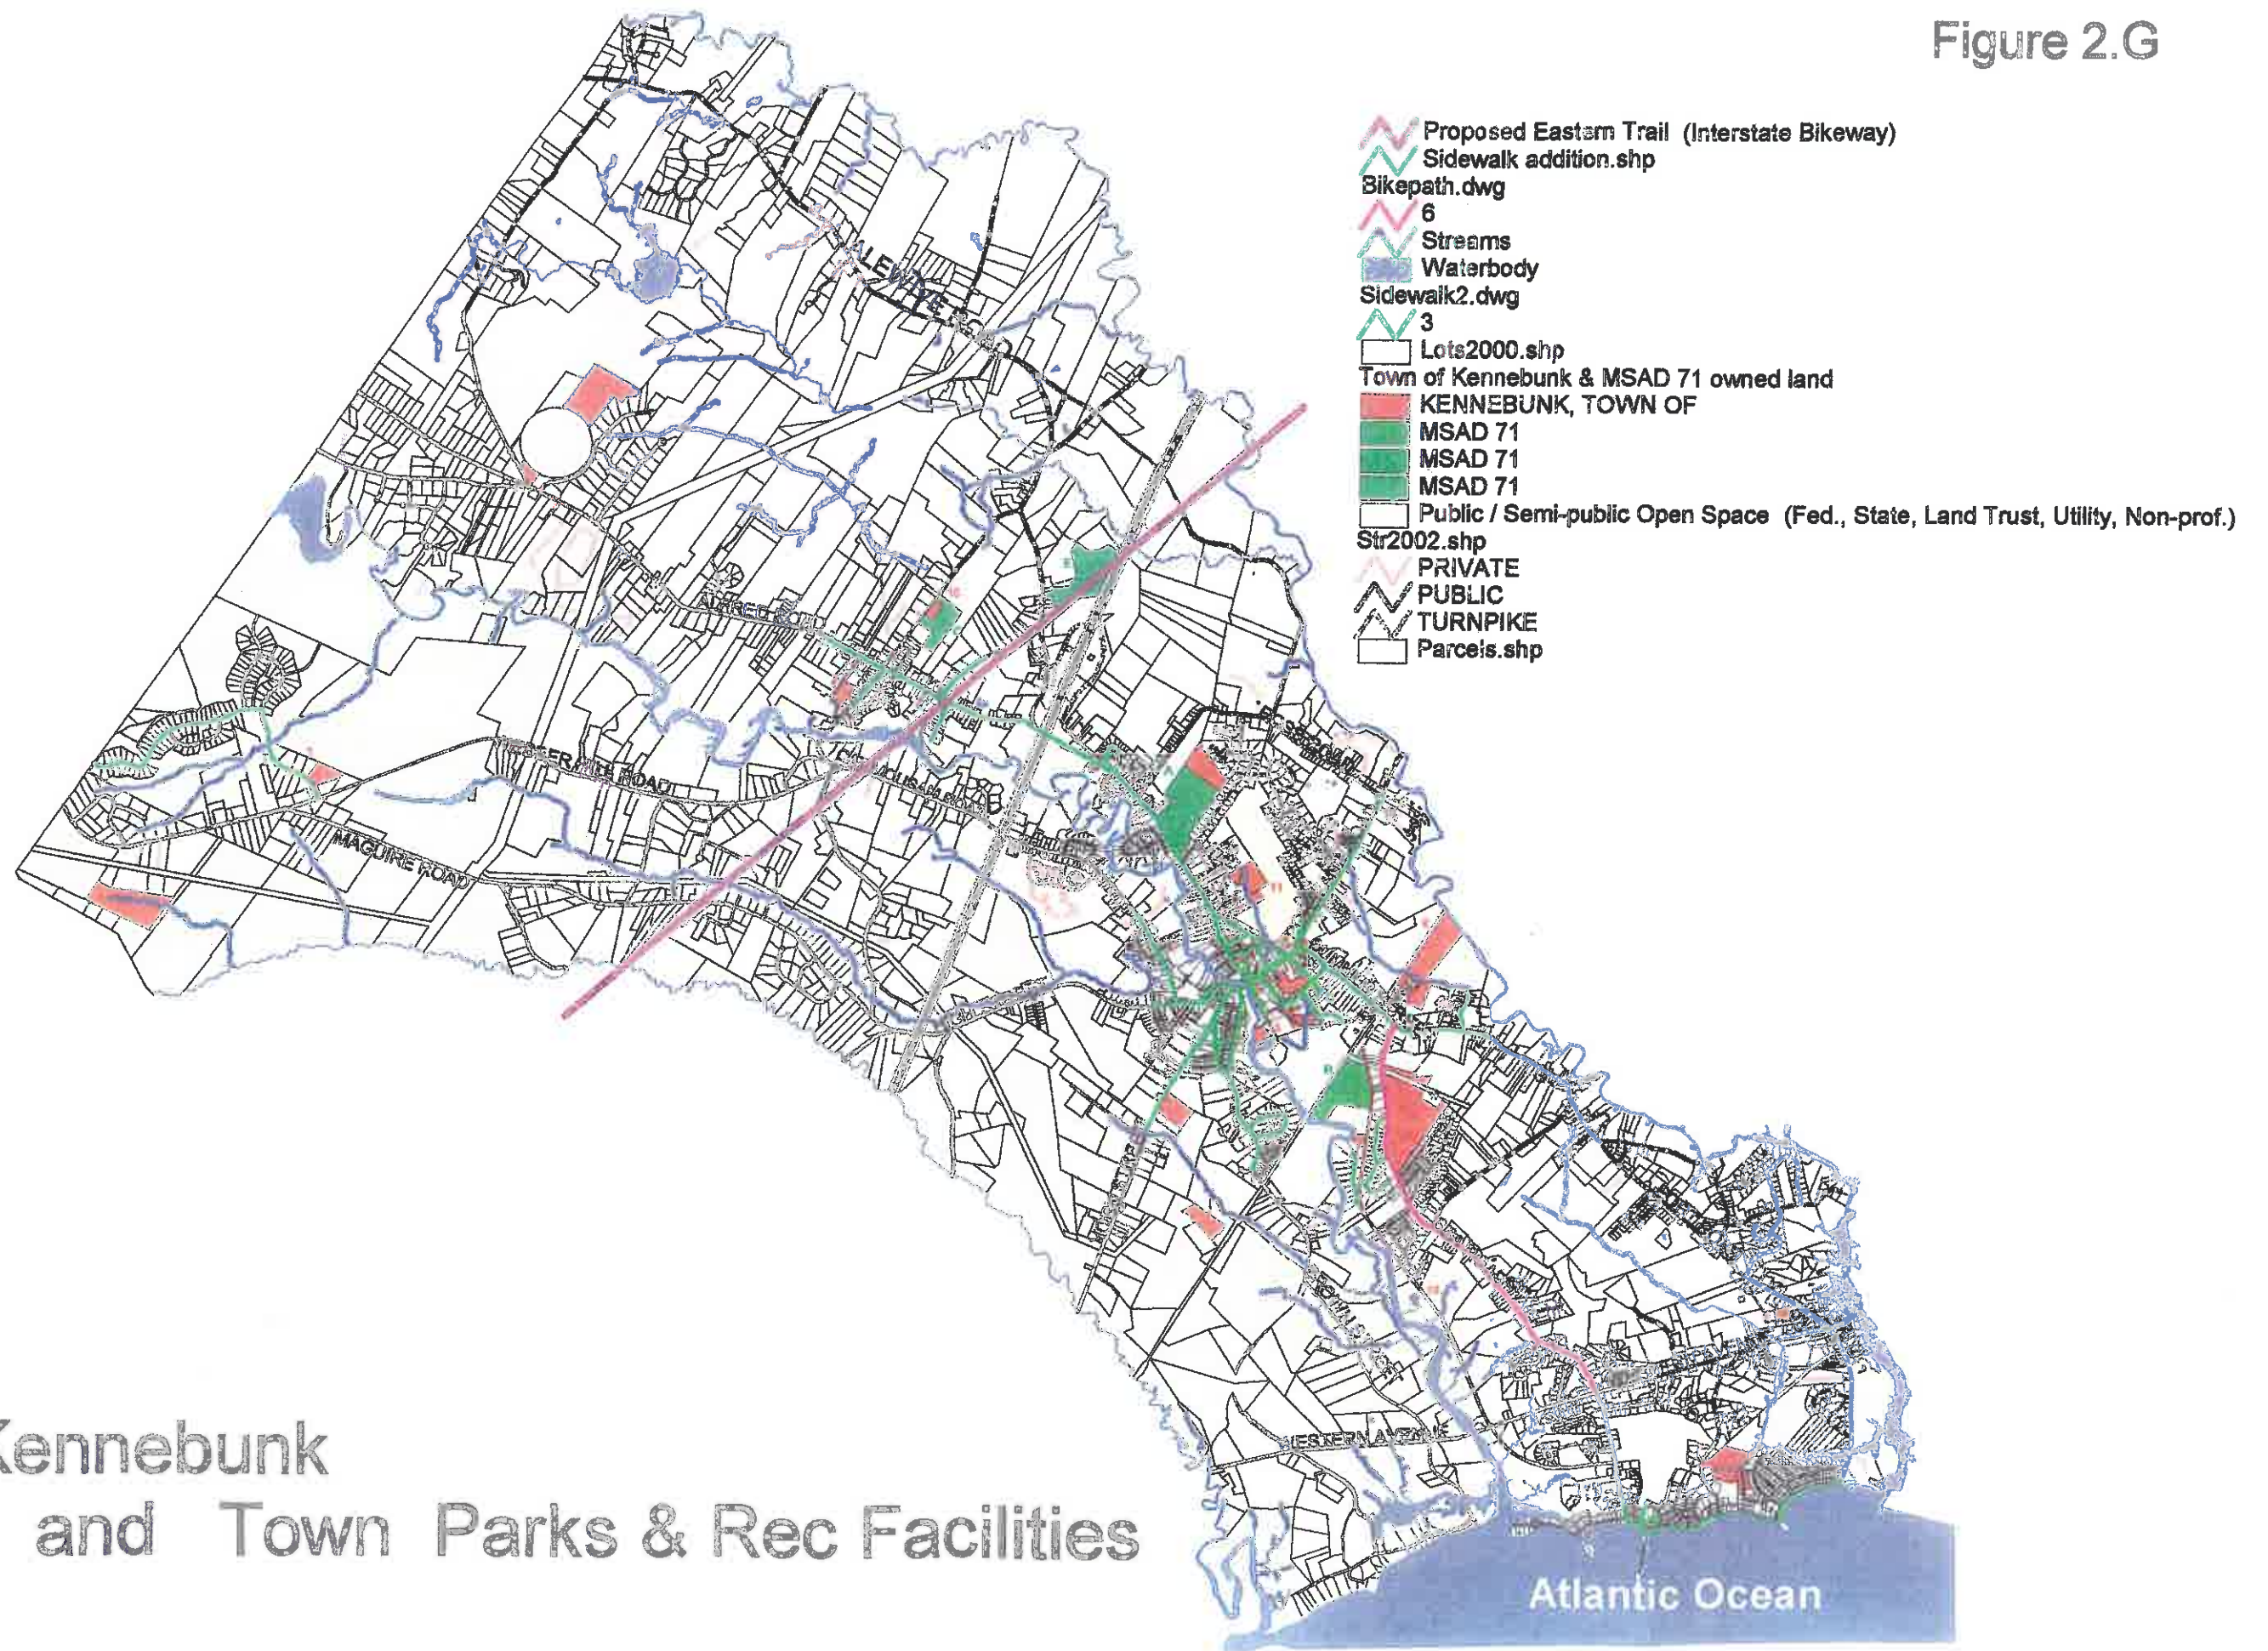 Figure 2.G
Proposed Eastern Trail (Interstate Bikeway)
Sidewalk addition.shp
Bikepath.dwg
6
Streams
Waterbody
Sidewalk2.dwg
3
Lots2000.shp
Town of Kennebunk & MSAD 71 owned land
KENNEBUNK, TOWN OF
MSAD 71
MSAD 71
MSAD 71
Public / Semi-public Open Space (Fed., State, Land Trust, Utility, Non-prof.)
Str2002.shp
PRIVATE
PUBLIC
TURNPIKE
Parcels.shp
ALEWIVE ROAD
ALFRED ROAD
MAGUIRE ROAD
WESTERN AVENUE
Kennebunk
and Town Parks & Rec Facilities
Atlantic Ocean